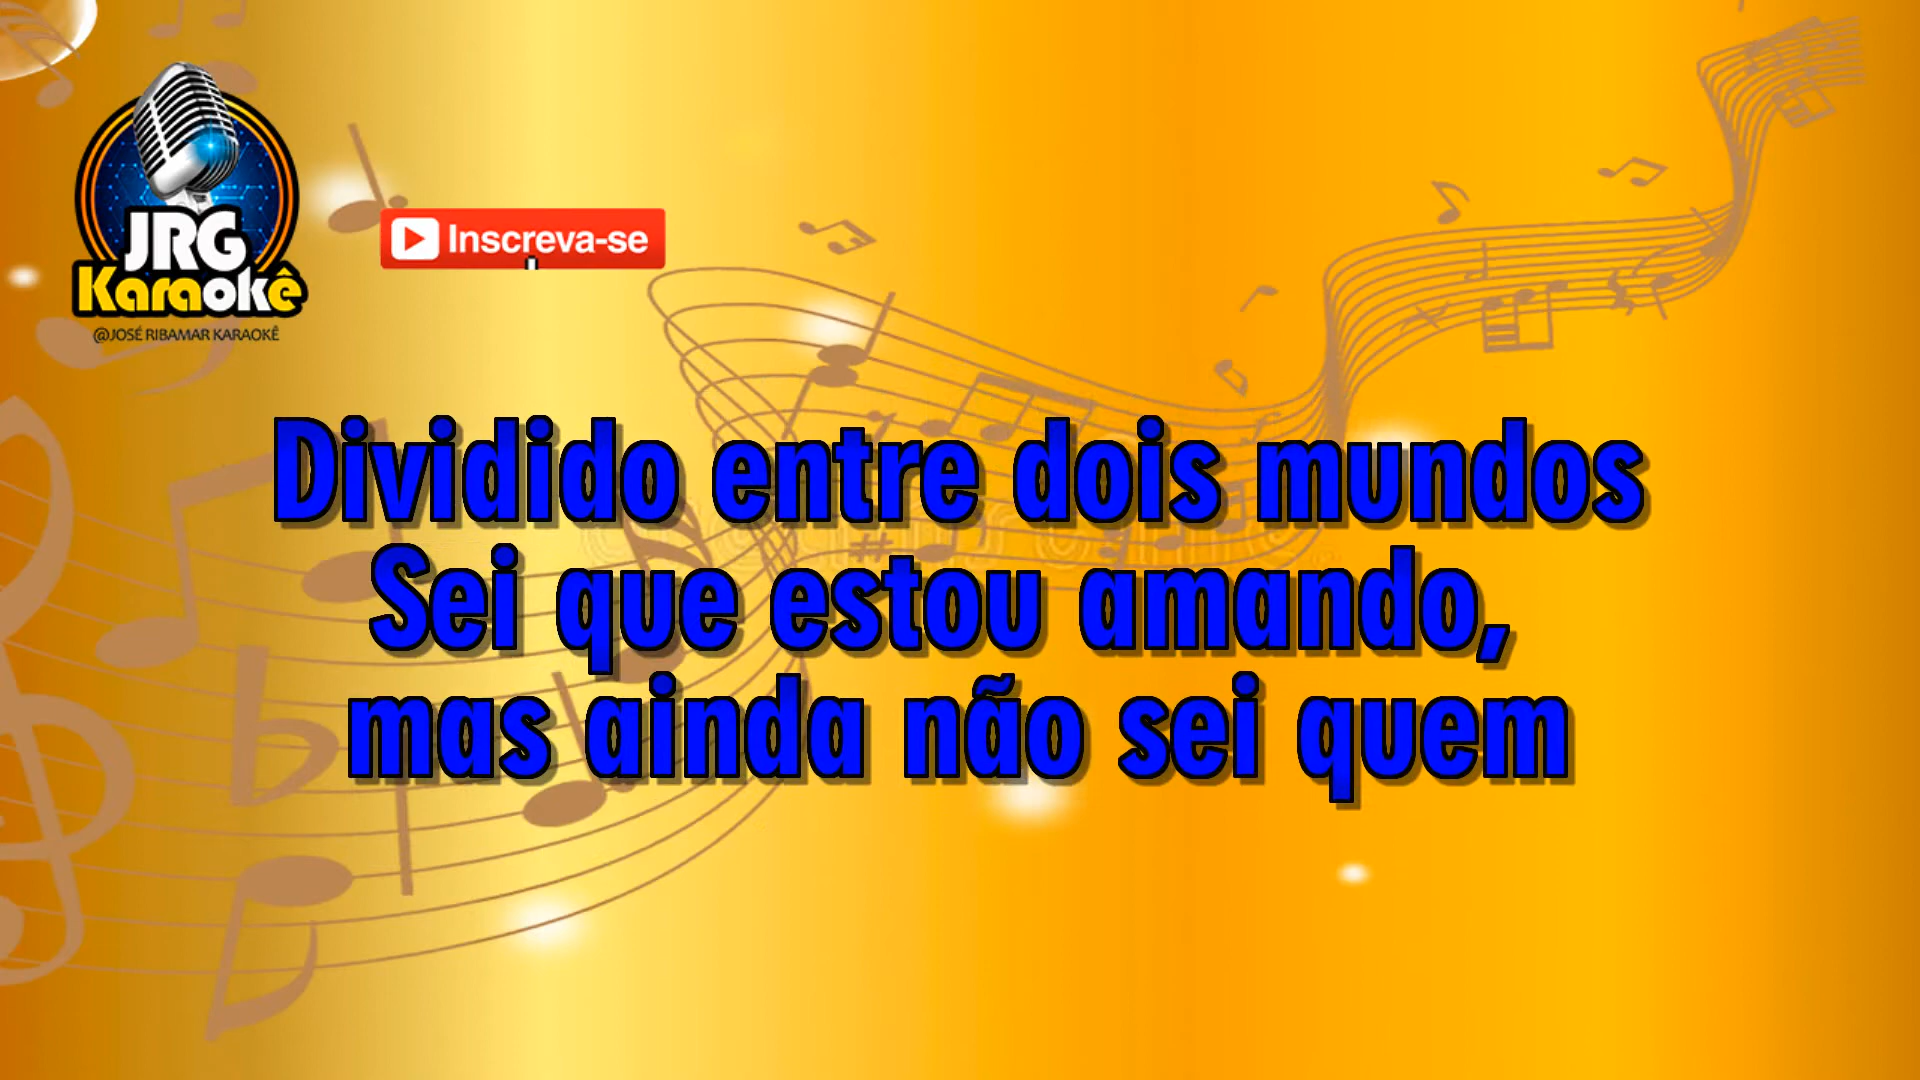 JRG
Karaokê
@JOSÉ RIBAMAR KARAOKÊ
Inscreva-se
Dividido entre dois mundos
Sei que estou amando,
mas ainda não sei quem